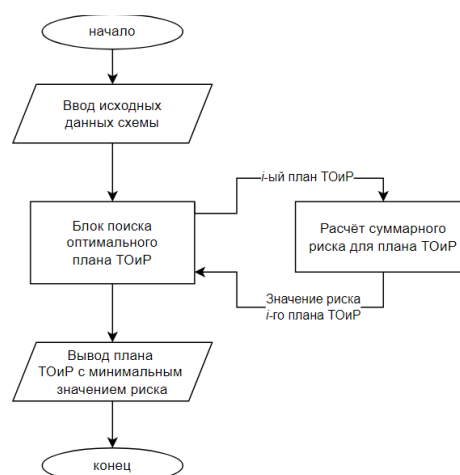 начало
Ввод исходных
данных схемы
i-ый план ТОиР
Блок поиска
оптимального
плана ТОиР
Расчёт суммарного
риска для плана ТОиР
Значение риска
i-го плана ТОиР
Вывод плана
ТОиР с минимальным
значением риска
конец